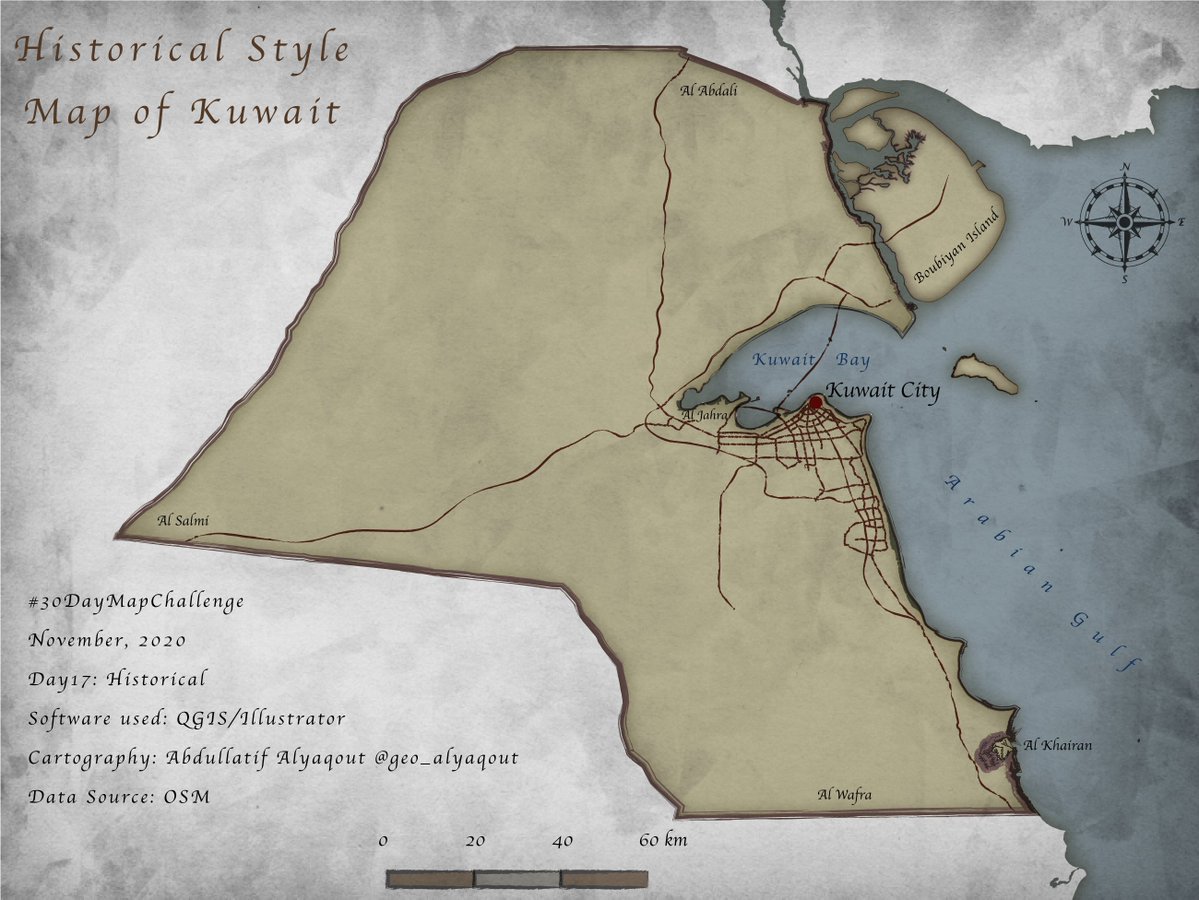 Historical Style
Map of Kuwait
Al Abdali
N
W
E
S
Boubiyan Island
Kuwait Bay
Kuwait City
Al Jahra
Arabian Gulf
Al Salmi
#30DayMapChallenge
November, 2020
Day17: Historical
Software used: QGIS/Illustrator
Cartography: Abdullatif Alyaqout @geo_alyaqout
Data Source: OSM
Al Khairan
Al Wafra
0 20 40 60 km